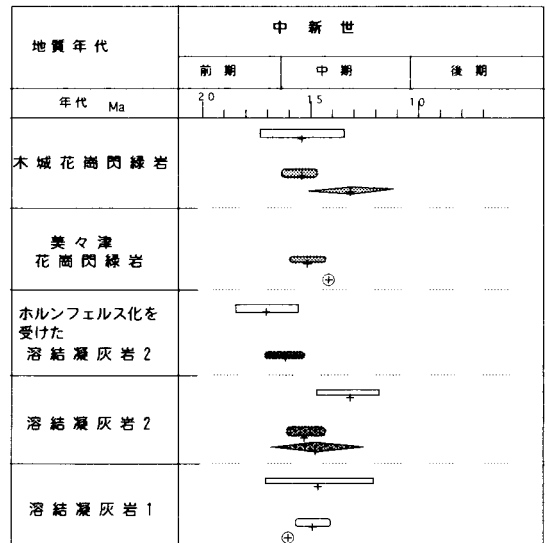 地質年代
中新世
前期 中期 後期
年代 Ma
20 15 10
木城花崗閃緑岩
美々津
花崗閃緑岩
ホルンフェルス化を
受けた
溶結凝灰岩2
溶結凝灰岩2
溶結凝灰岩1